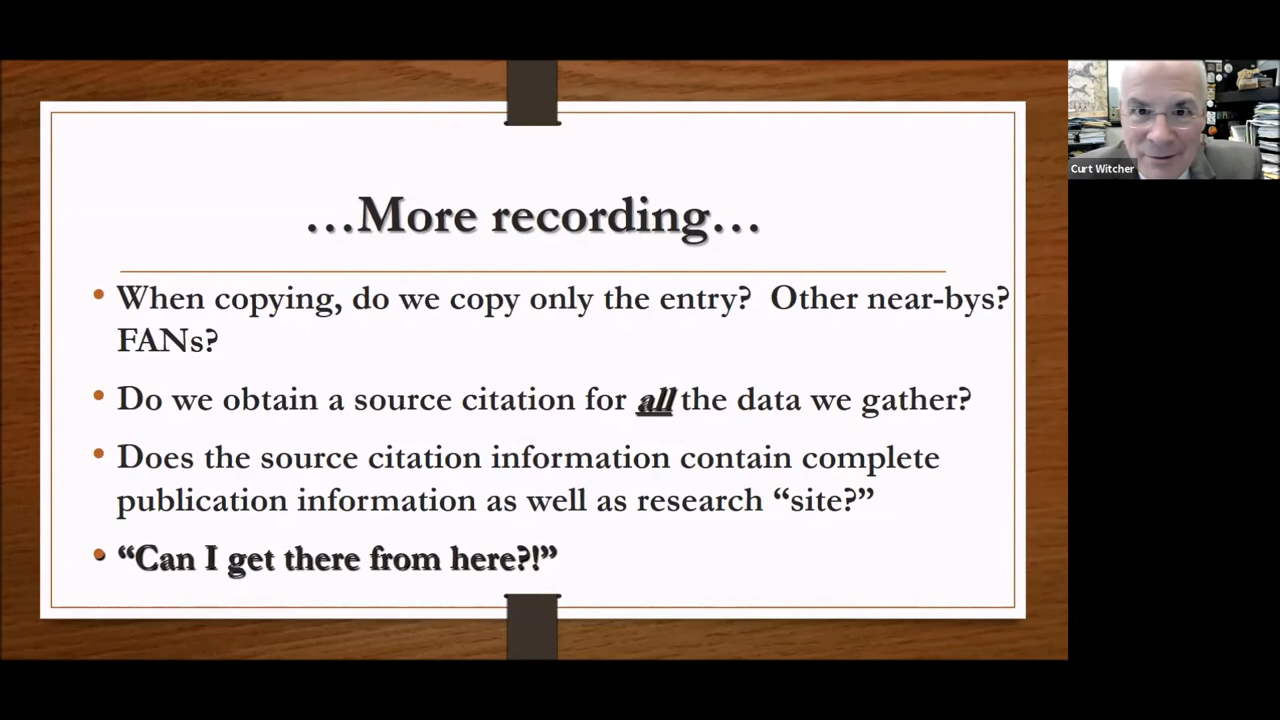 …More recording…
• When copying, do we copy only the entry?  Other near-bys?
FANs?
• Do we obtain a source citation for all the data we gather?
• Does the source citation information contain complete
publication information as well as research “site?”
• “Can I get there from here?!”
Curt Witcher